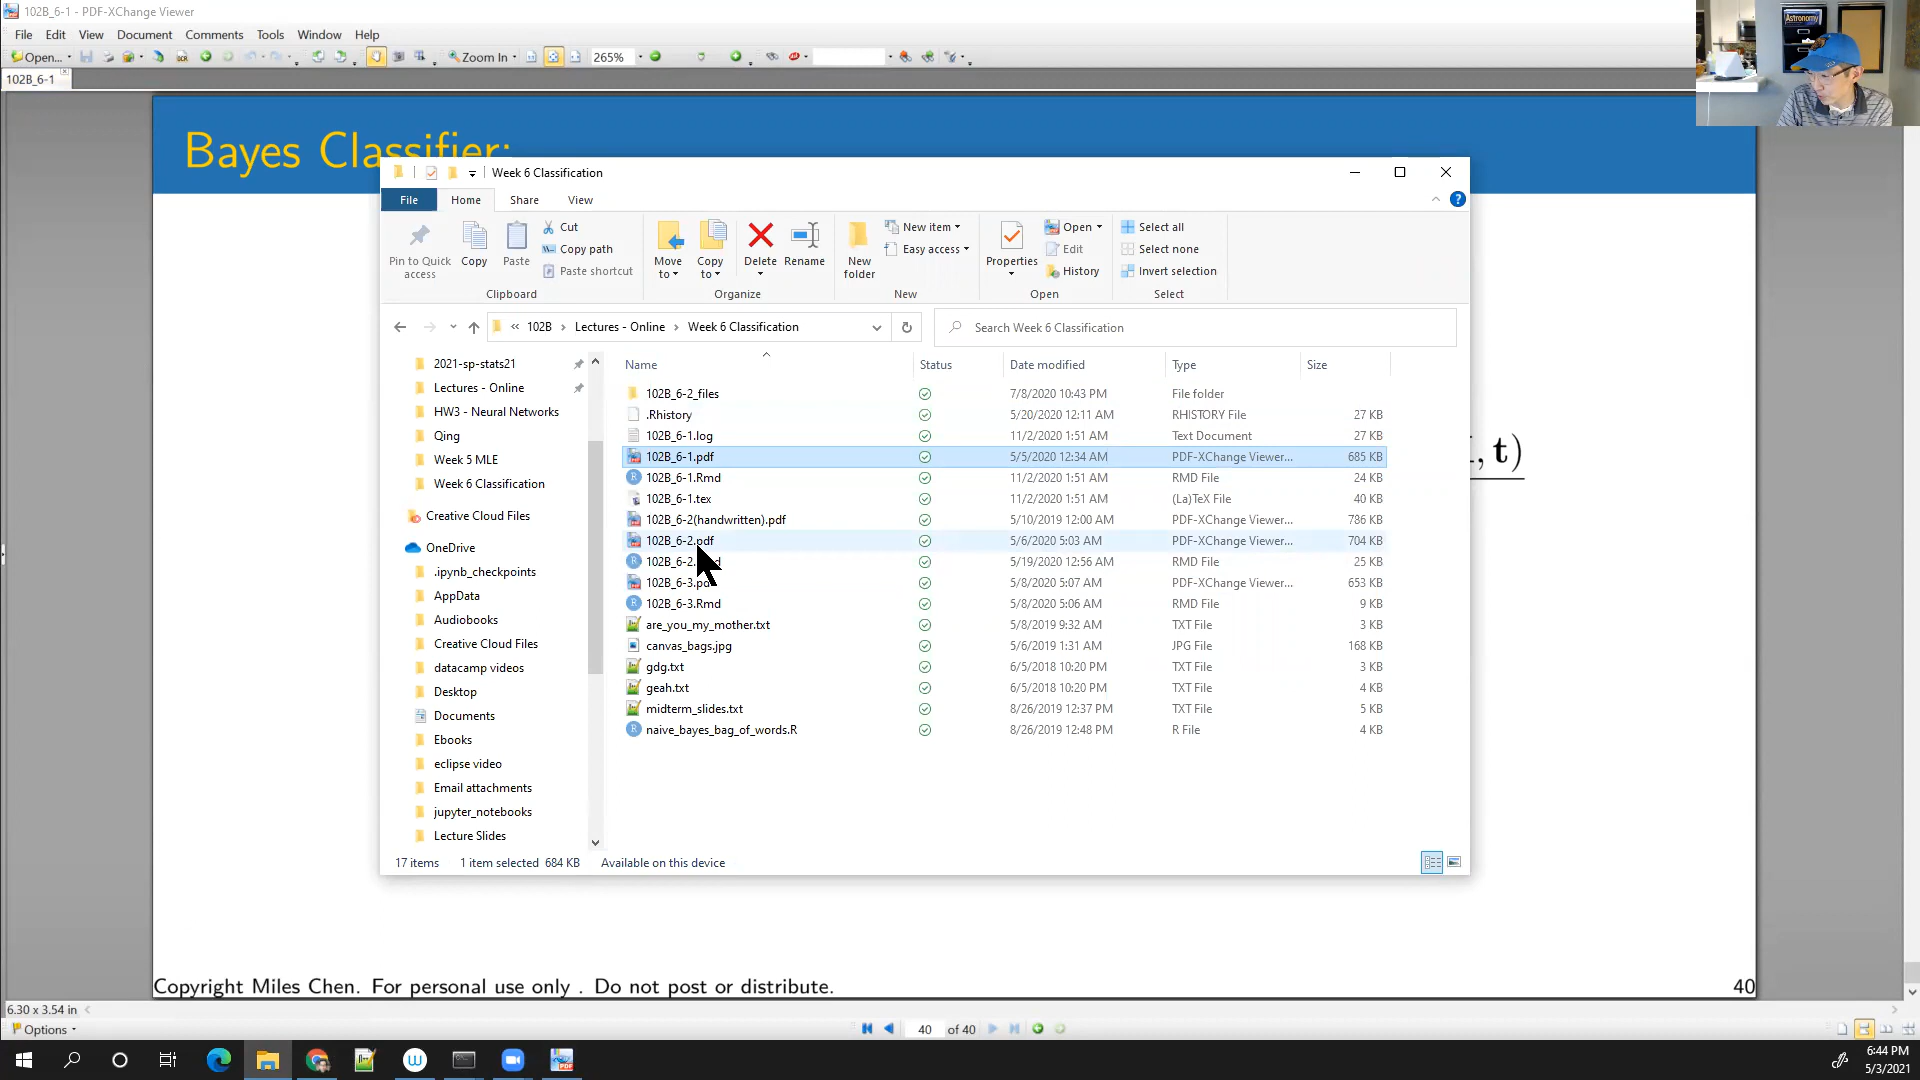 102B_6-1 - PDF-XChange Viewer
File Edit View Document Comments Tools Window Help
Open... Zoom In 265%
102B_6-1
Astronomy
Bayes Classifier:
, t)
Week 6 Classification
File Home Share View
Pin to Quick access
Copy
Paste
Cut
Copy path
Paste shortcut
Clipboard
Move to
Copy to
Delete
Rename
Organize
New folder
New item
Easy access
New
Properties
Open
Edit
History
Open
Select all
Select none
Invert selection
Select
« 102B > Lectures - Online > Week 6 Classification
Search Week 6 Classification
2021-sp-stats21
Lectures - Online
HW3 - Neural Networks
Qing
Week 5 MLE
Week 6 Classification
Creative Cloud Files
OneDrive
.ipynb_checkpoints
AppData
Audiobooks
Creative Cloud Files
datacamp videos
Desktop
Documents
Ebooks
eclipse video
Email attachments
jupyter_notebooks
Lecture Slides
Name Status Date modified Type Size
102B_6-2_files 7/8/2020 10:43 PM File folder
.Rhistory 5/20/2020 12:11 AM RHISTORY File 27 KB
102B_6-1.log 11/2/2020 1:51 AM Text Document 27 KB
102B_6-1.pdf 5/5/2020 12:34 AM PDF-XChange Viewer... 685 KB
102B_6-1.Rmd 11/2/2020 1:51 AM RMD File 24 KB
102B_6-1.tex 11/2/2020 1:51 AM (La)TeX File 40 KB
102B_6-2(handwritten).pdf 5/10/2019 12:00 AM PDF-XChange Viewer... 786 KB
102B_6-2.pdf 5/6/2020 5:03 AM PDF-XChange Viewer... 704 KB
102B_6-2. 5/19/2020 12:56 AM RMD File 25 KB
102B_6-3.pdf 5/8/2020 5:07 AM PDF-XChange Viewer... 653 KB
102B_6-3.Rmd 5/8/2020 5:06 AM RMD File 9 KB
are_you_my_mother.txt 5/8/2019 9:32 AM TXT File 3 KB
canvas_bags.jpg 5/6/2019 1:31 AM JPG File 168 KB
gdg.txt 6/5/2018 10:20 PM TXT File 3 KB
geah.txt 6/5/2018 10:20 PM TXT File 4 KB
midterm_slides.txt 8/26/2019 12:37 PM TXT File 5 KB
naive_bayes_bag_of_words.R 8/26/2019 12:48 PM R File 4 KB
17 items 1 item selected 684 KB Available on this device
Copyright Miles Chen. For personal use only . Do not post or distribute. 40
6.30 x 3.54 in
Options 40 of 40
6:44 PM
5/3/2021